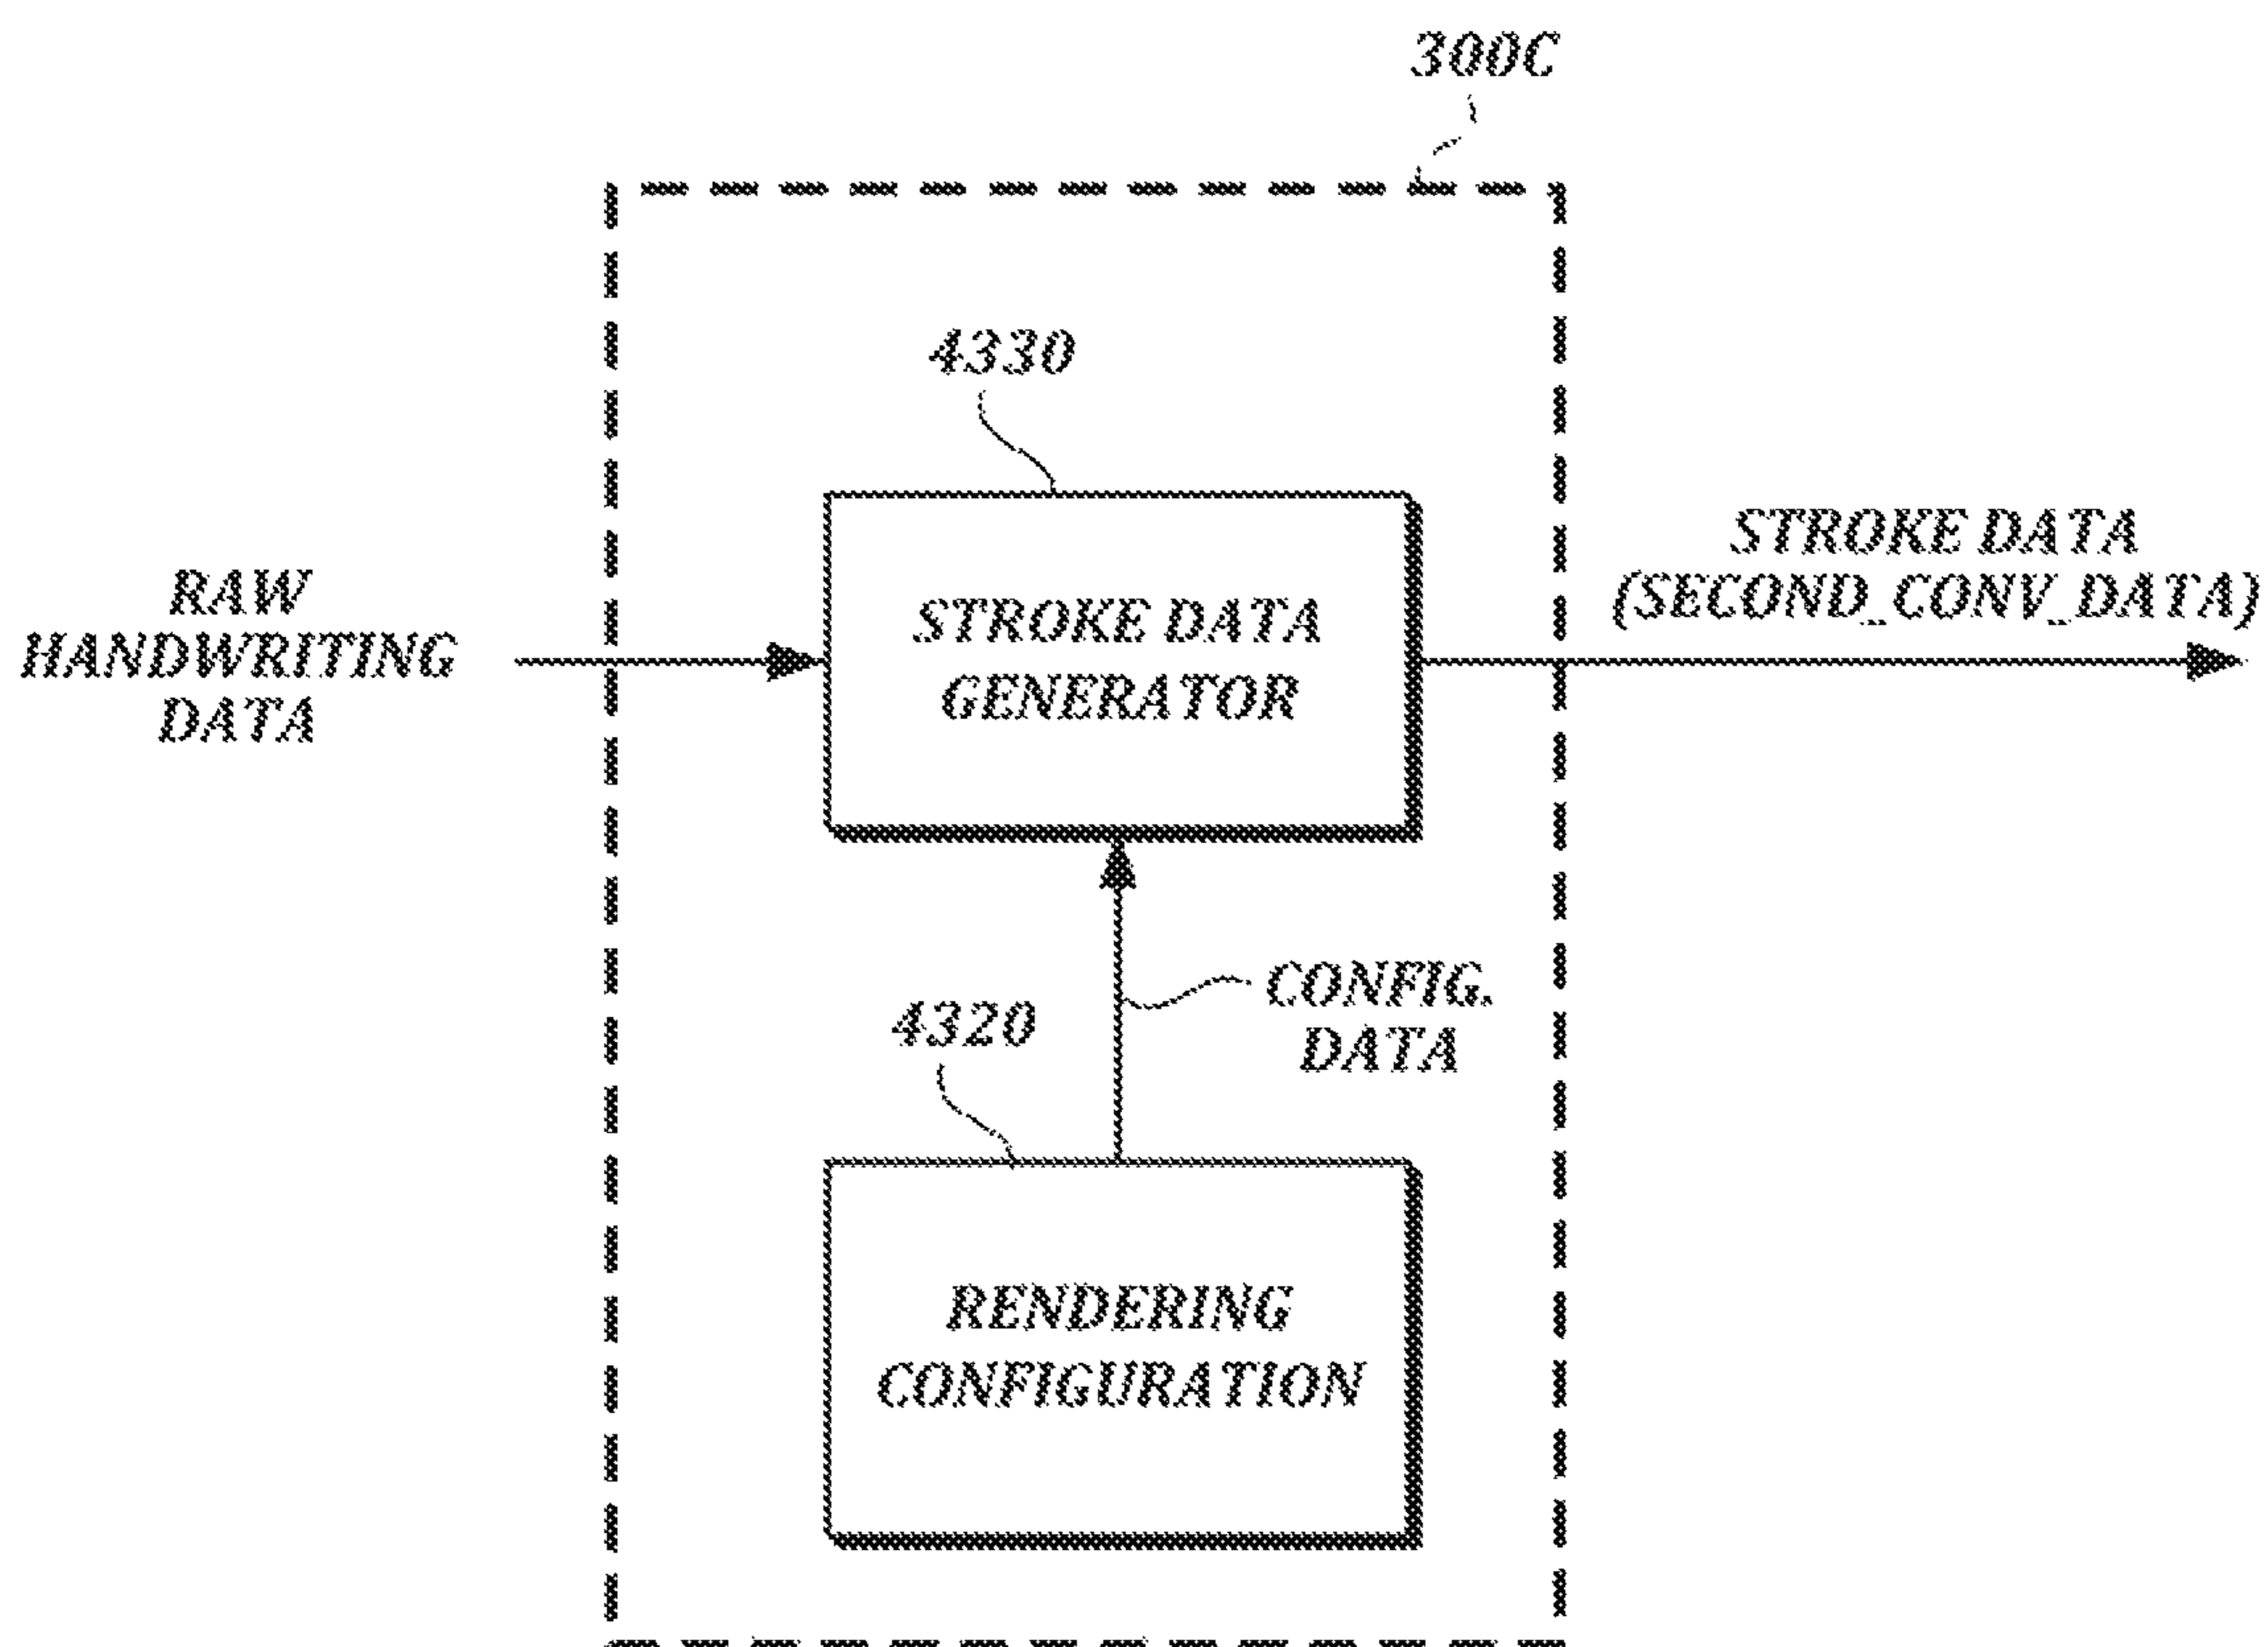 300C
4330
RAW
HANDWRITING
DATA
STROKE DATA
GENERATOR
STROKE DATA
(SECOND_CONV_DATA)
CONFIG.
DATA
4320
RENDERING
CONFIGURATION